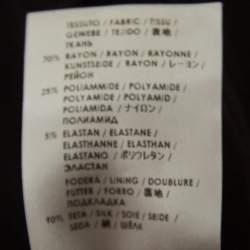 TESSUTO / FABRIC / TISSU /
GEWEBE / TEJIDO / 裏地 /
ТКАНЬ
70% RAYON / RAYON / RAYONNE /
KUNSTSEIDE / RAYON / レーヨン /
РЕЙОН
25% POLIAMMIDE / POLYAMIDE /
POLYAMIDE / POLYAMID /
POLIAMIDA / ナイロン /
ПОЛИАМИД
5% ELASTAN / ELASTANE /
ELASTHANNE / ELASTHAN /
ELASTANO / ポリウレタン /
ЭЛАСТАН
FODERA / LINING / DOUBLURE /
FUTTER / FORRO / 裏地 /
ПОДКЛАДКА
90% SETA / SILK / SOIE / SEIDE /
SEDA / 絹 / ШЁЛК